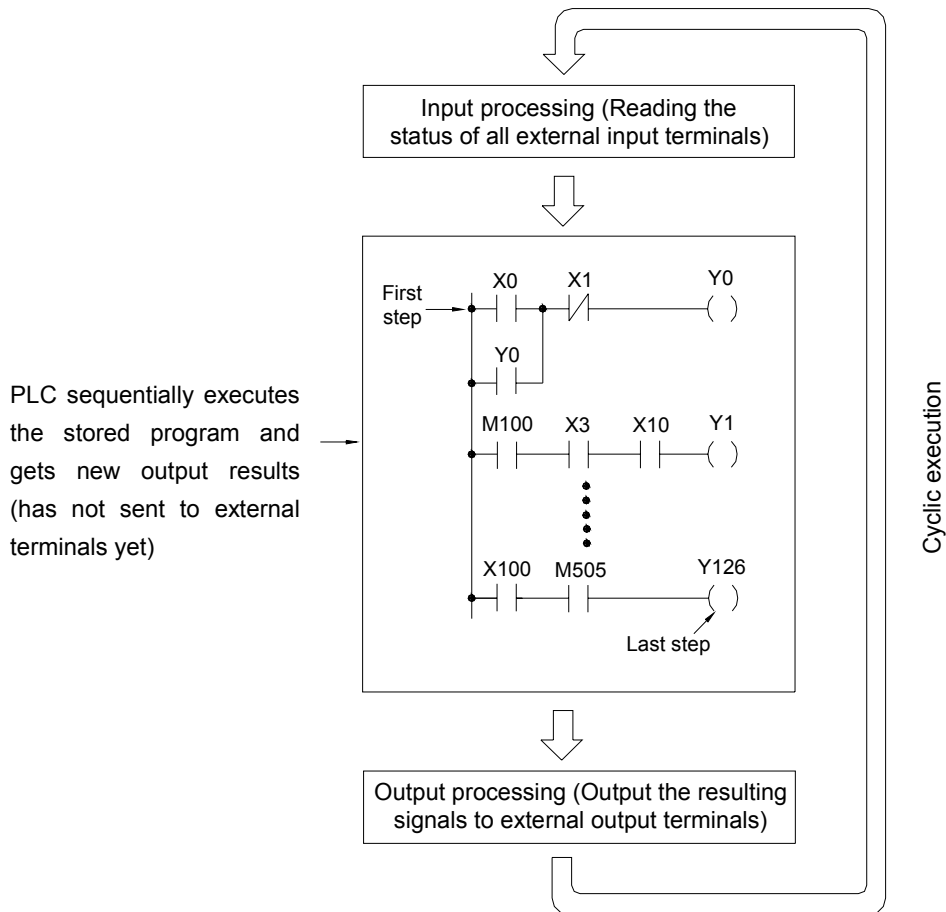 Input processing (Reading the
status of all external input terminals)
First
step
X0
X1
Y0
Y0
M100
X3
X10
Y1
X100
M505
Y126
Last step
PLC sequentially executes
the stored program and
gets new output results
(has not sent to external
terminals yet)
Output processing (Output the resulting
signals to external output terminals)
Cyclic execution